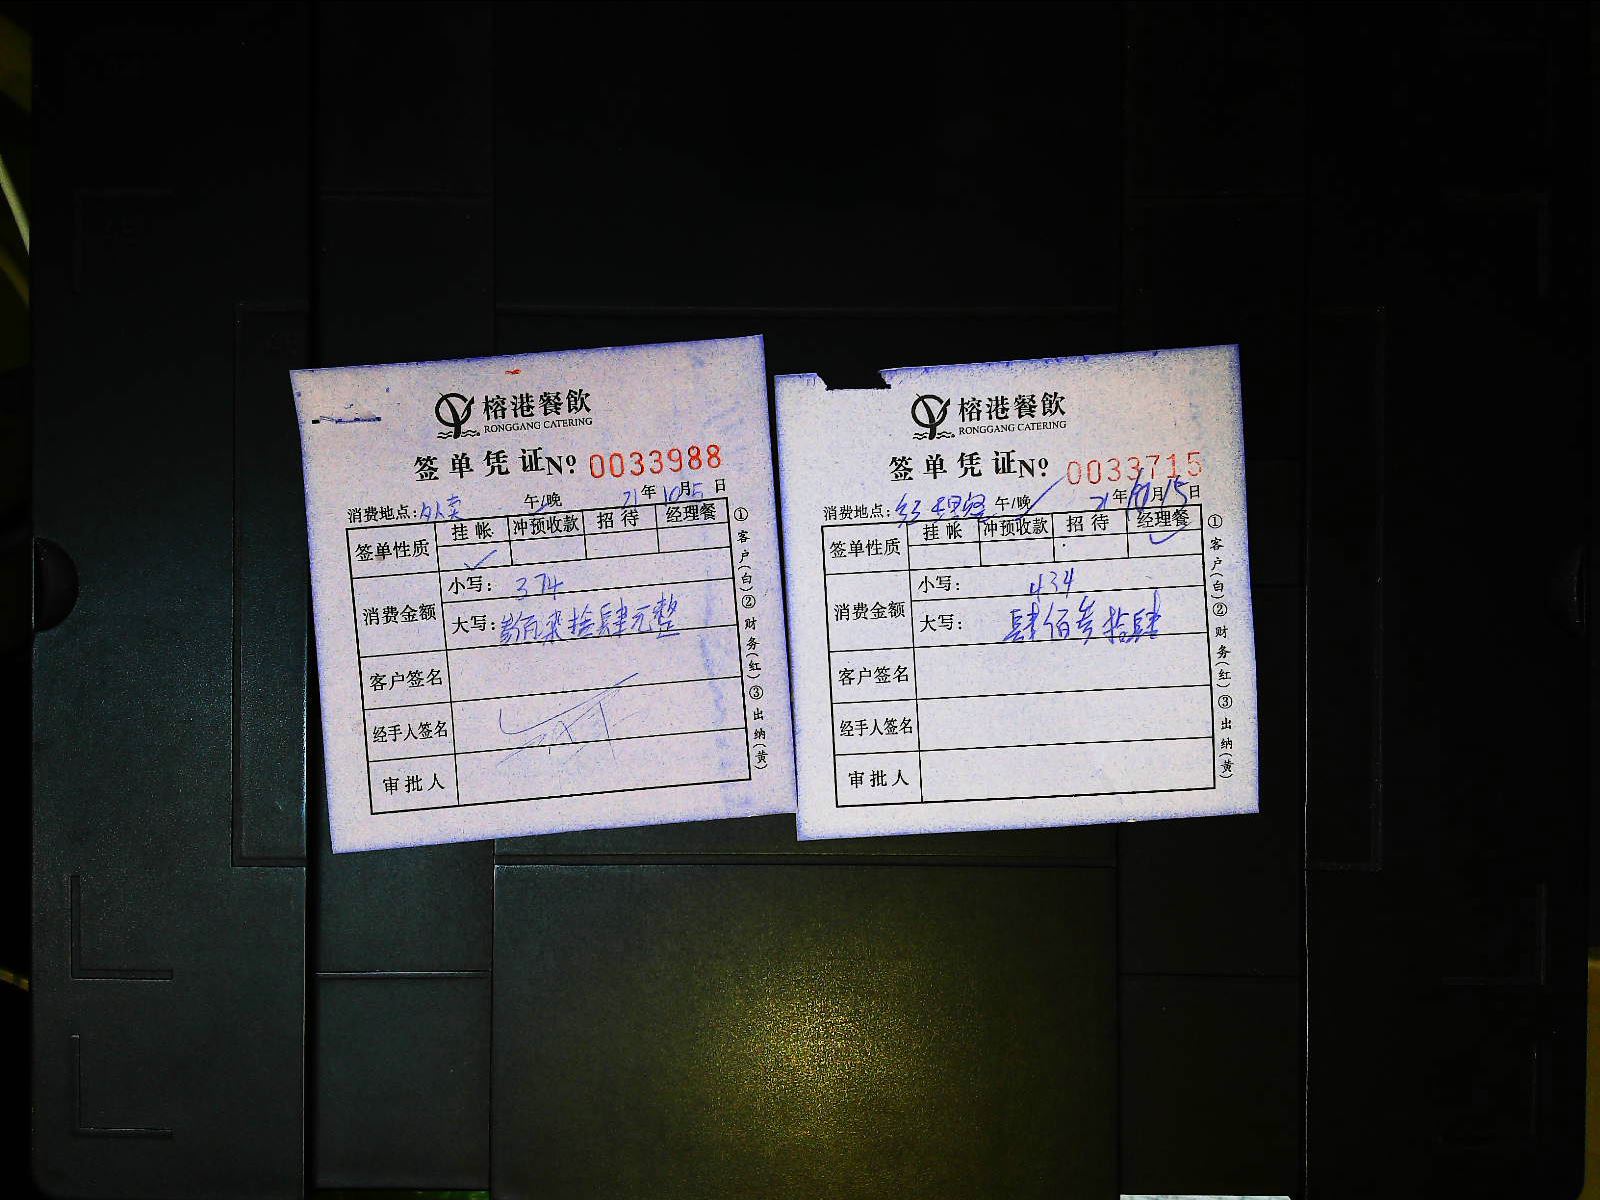 榕港餐飲
RONGGANG CATERING
签单凭证№ 0033988
消费地点:外卖 午/晚 21年10月5日
签单性质 挂帐 冲预收款 招待 经理餐
✓
消费金额 小写: 374
大写:叁佰柒拾肆元整
客户签名
经手人签名
审批人
①客户(白)②财务(红)③出纳(黄)
榕港餐飲
RONGGANG CATERING
签单凭证№ 0033715
消费地点:经理餐 午/晚 21年10月15日
签单性质 挂帐 冲预收款 招待 经理餐
✓
消费金额 小写: 434
大写: 肆佰叁拾肆
客户签名
经手人签名
审批人
①客户(白)②财务(红)③出纳(黄)